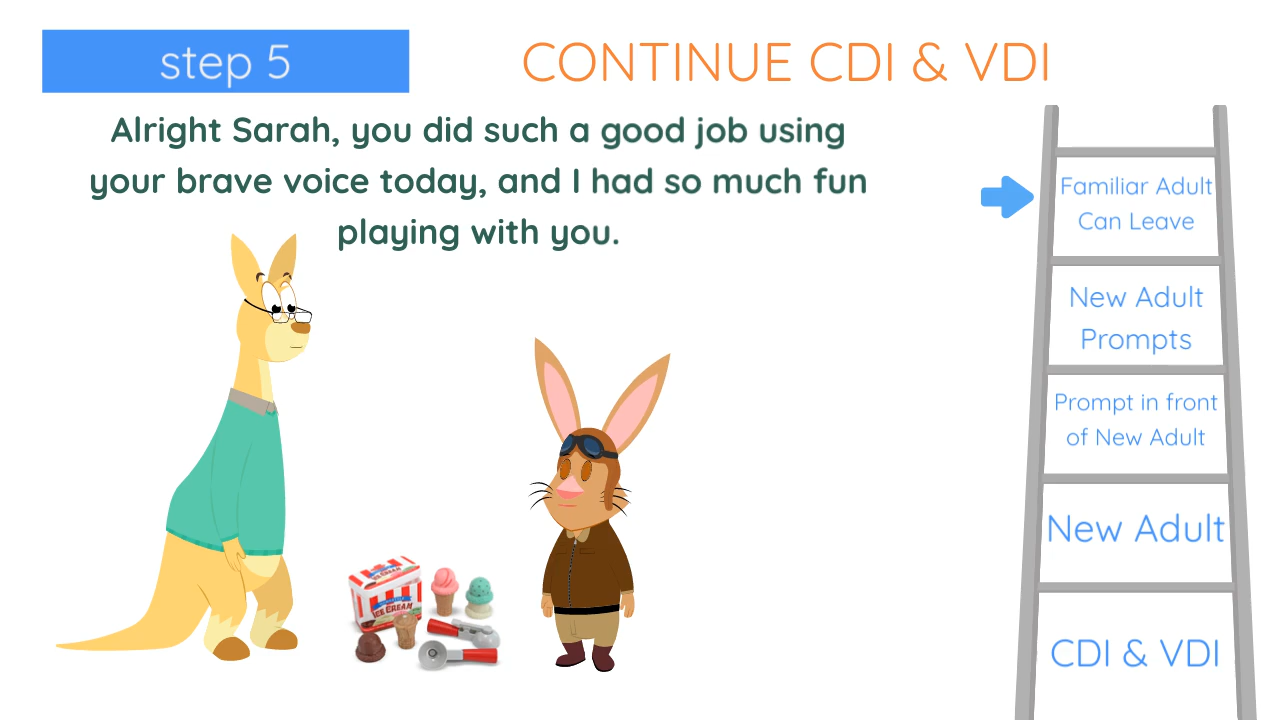 step 5
CONTINUE CDI & VDI
Alright Sarah, you did such a good job using
your brave voice today, and I had so much fun
playing with you.
Familiar Adult
Can Leave
New Adult
Prompts
Prompt in front
of New Adult
New Adult
CDI & VDI
ICE CREAM
ICE CREAM